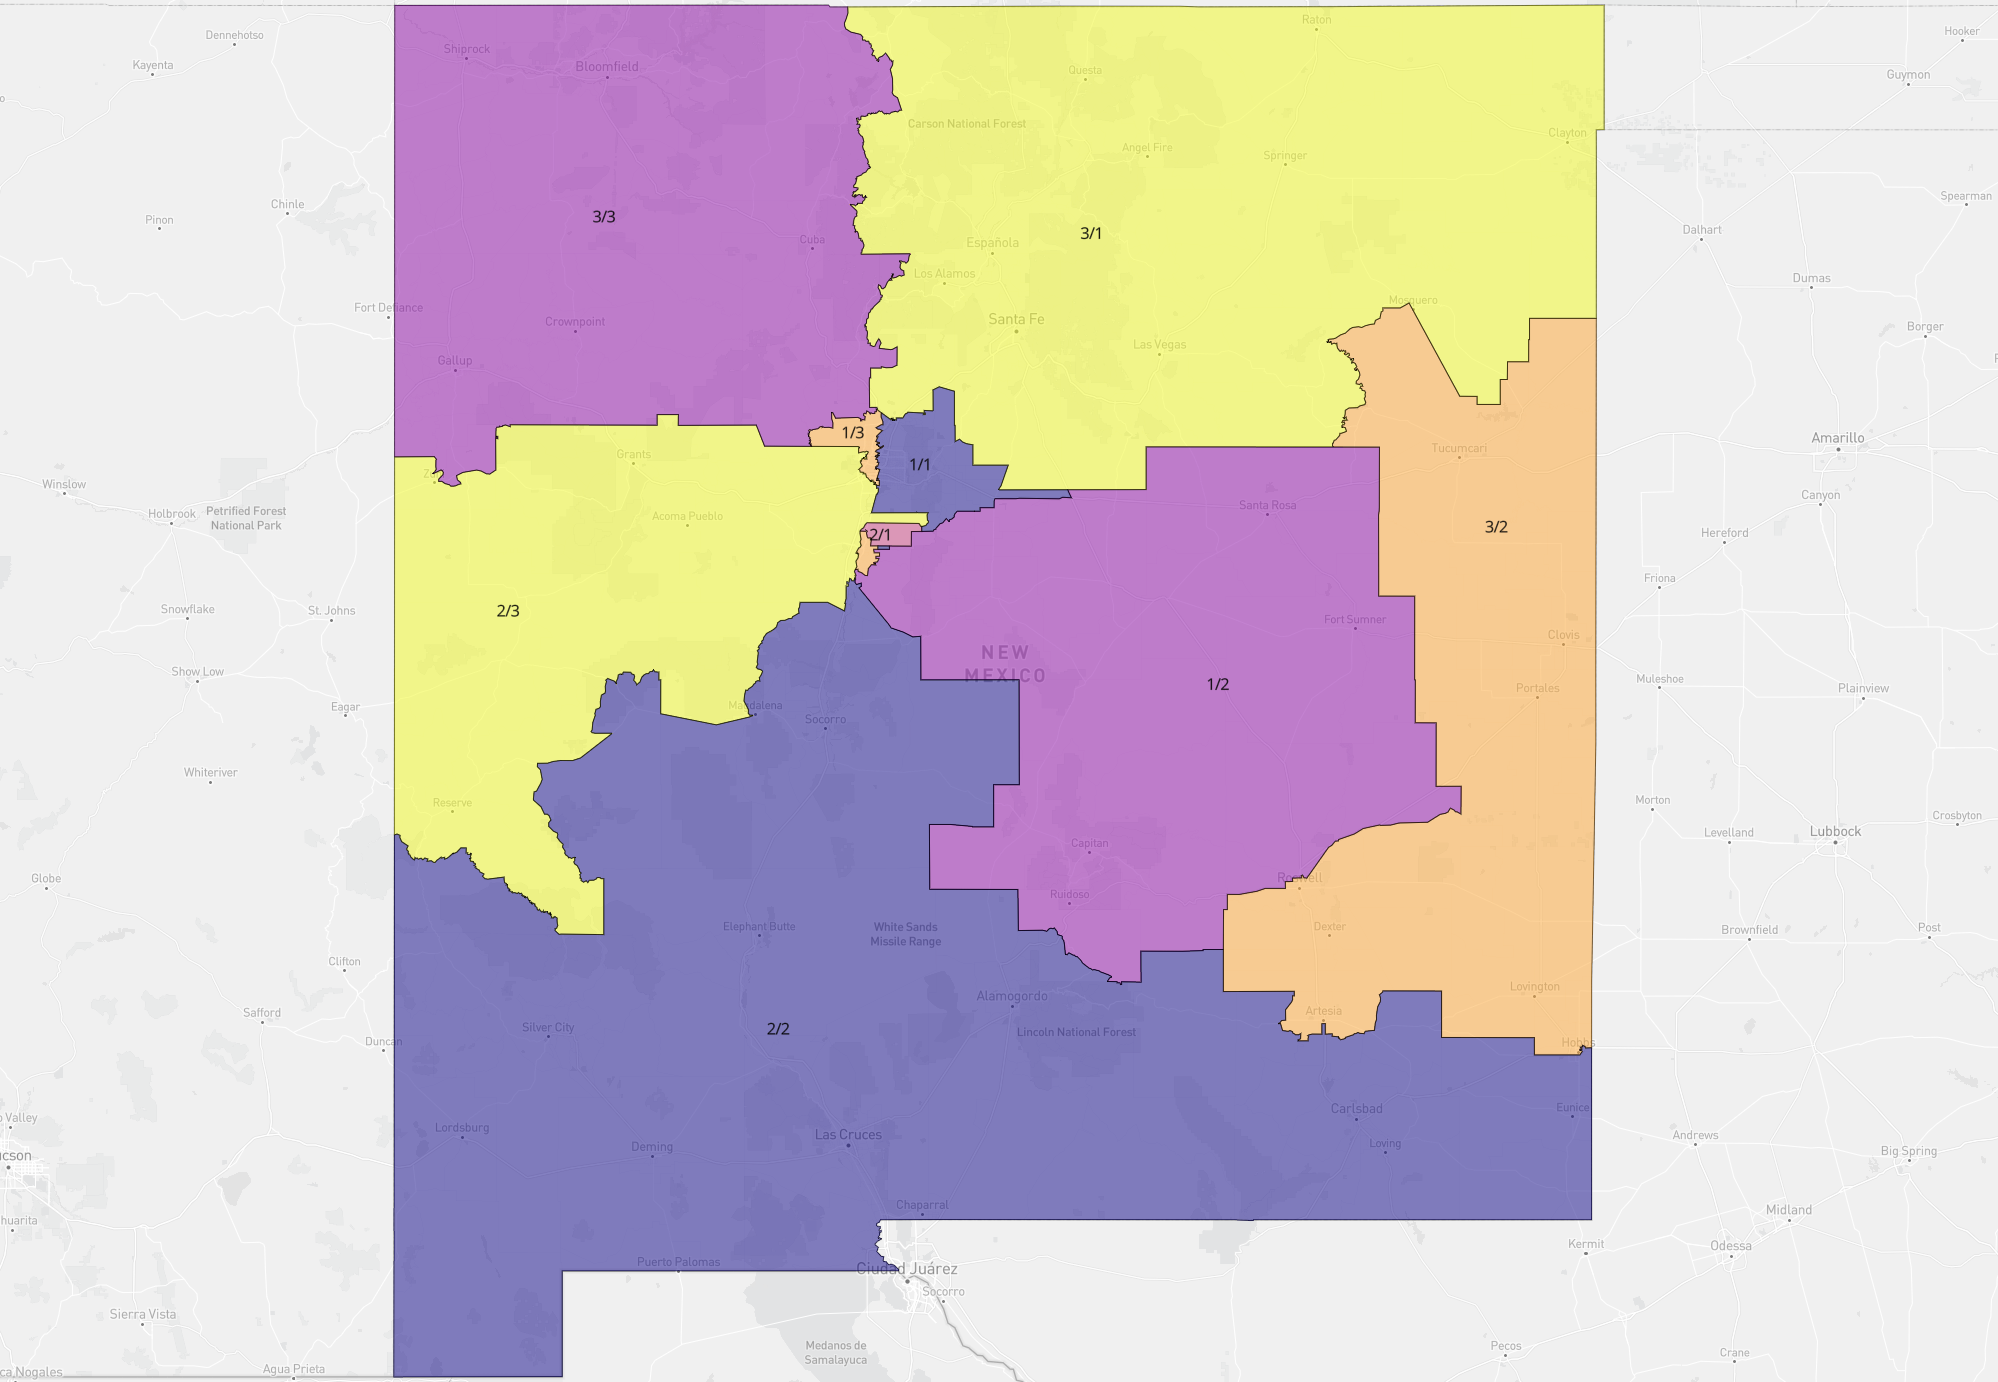 Dennehotso
Kayenta
Shiprock
Bloomfield
Raton
Hooker
Guymon
Questa
Carson National Forest
Angel Fire
Springer
Clayton
Chinle
Pinon
3/3
Cuba
Española
3/1
Spearman
Dalhart
Los Alamos
Dumas
Fort Defiance
Crownpoint
Santa Fe
Mosquero
Borger
Gallup
Las Vegas
1/3
Tucumcari
Amarillo
Grants
1/1
Winslow
Canyon
Holbrook
Petrified Forest
National Park
Acoma Pueblo
Santa Rosa
3/2
Hereford
2/1
Friona
Snowflake
St. Johns
2/3
Fort Sumner
Clovis
NEW
MEXICO
Show Low
1/2
Muleshoe
Portales
Plainview
Eagar
Magdalena
Socorro
Whiteriver
Reserve
Morton
Crosbyton
Levelland
Lubbock
Capitan
Globe
Roswell
Ruidoso
Elephant Butte
White Sands
Missile Range
Dexter
Brownfield
Post
Clifton
Lovington
Alamogordo
Safford
Artesia
Silver City
2/2
Lincoln National Forest
Duncan
Hobbs
Valley
Carlsbad
Eunice
Lordsburg
Las Cruces
Deming
Loving
Andrews
Big Spring
Chaparral
Midland
Kermit
Odessa
Puerto Palomas
Ciudad Juárez
Socorro
Sierra Vista
Medanos de
Samalayuca
Pecos
Crane
Agua Prieta
Nogales